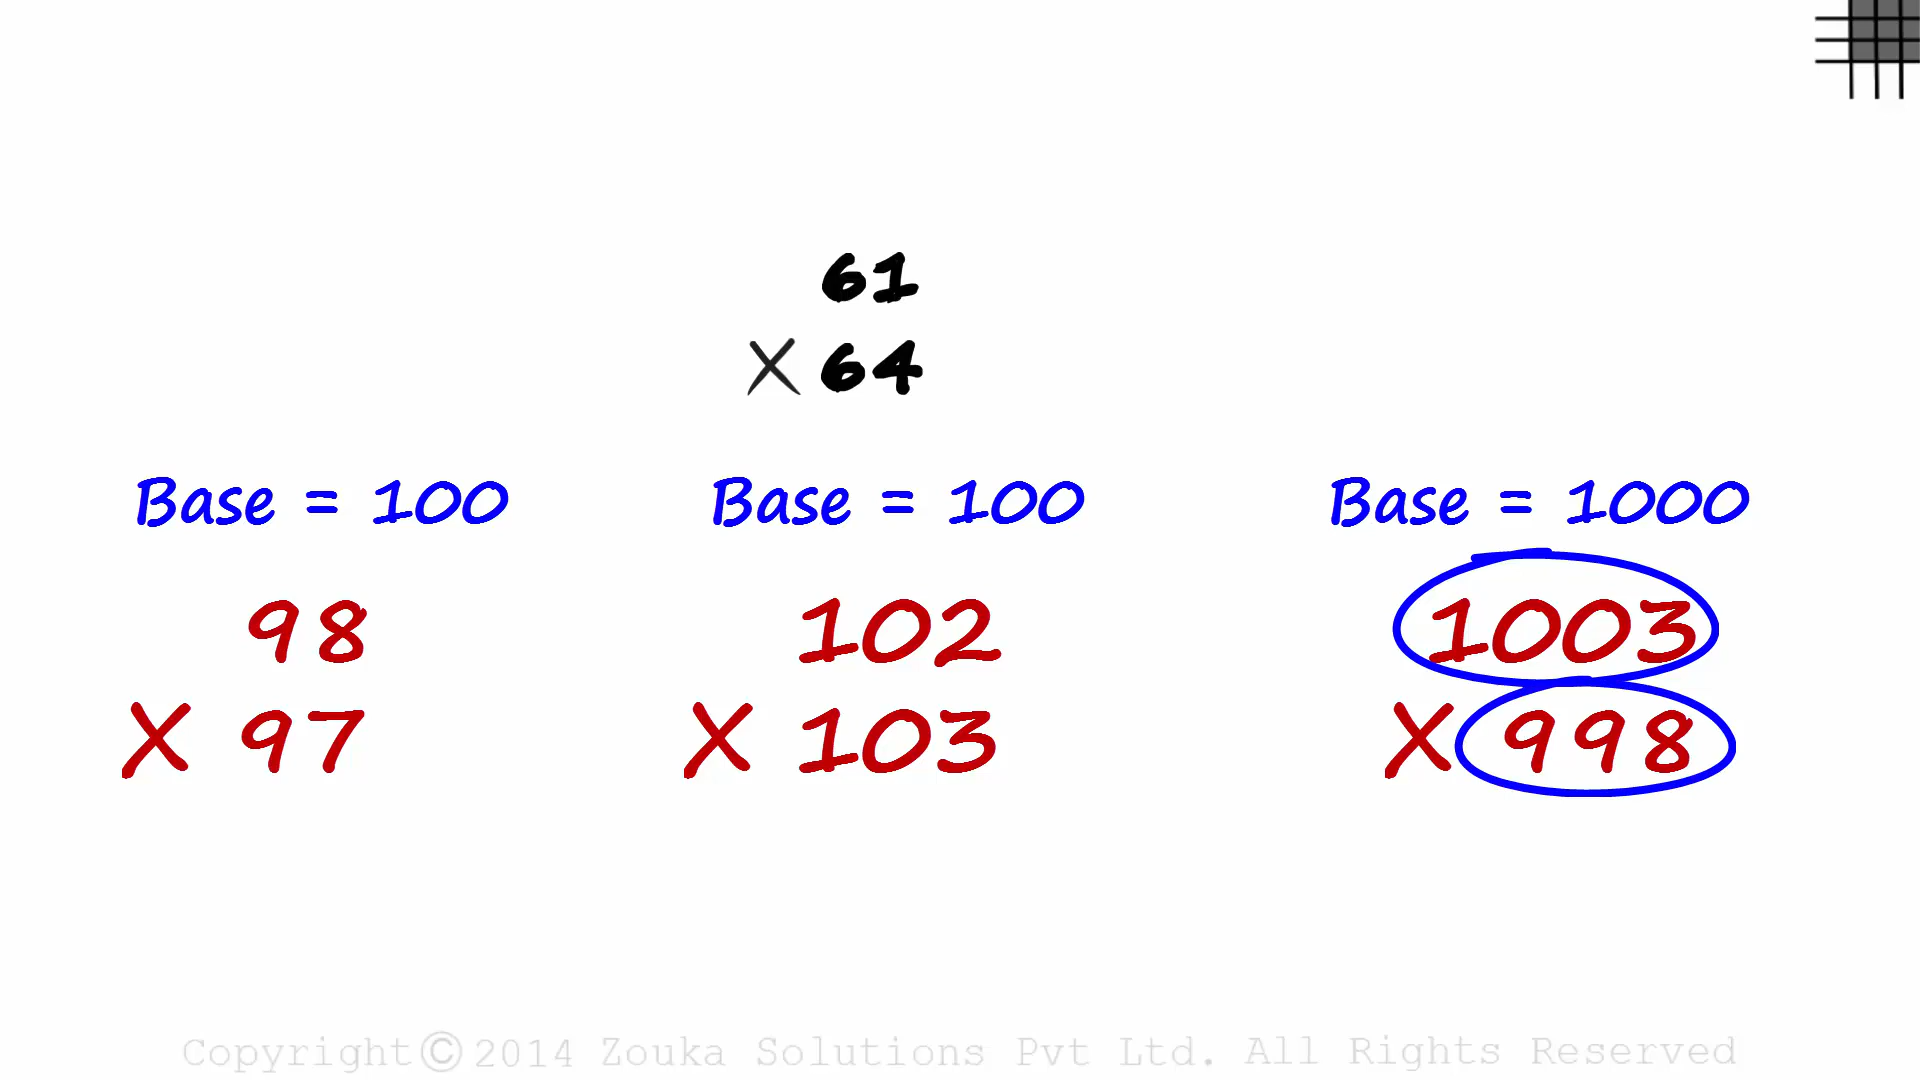 61
X 64
Base = 100
98
X 97
Base = 100
102
X 103
Base = 1000
1003
X 998
Copyright©2014 Zouka Solutions Pvt Ltd. All Rights Reserved